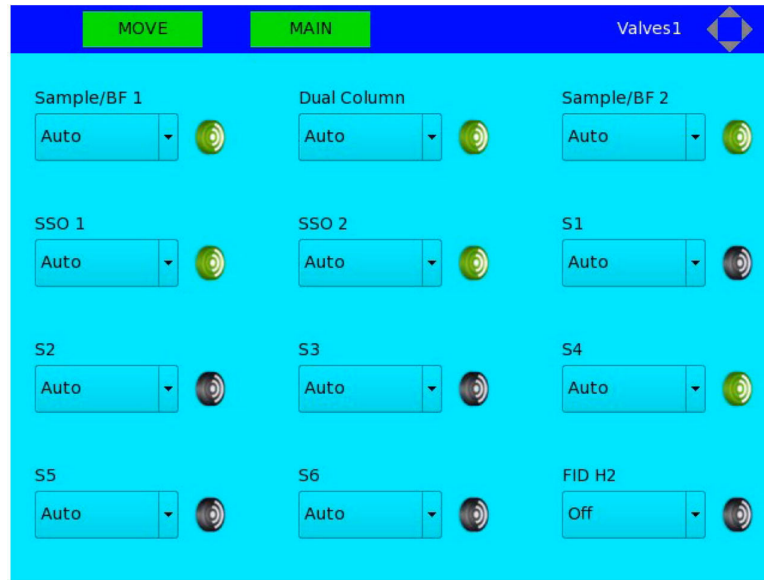 MOVE MAIN Valves1
Sample/BF 1 Dual Column Sample/BF 2
Auto Auto Auto
SSO 1 SSO 2 S1
Auto Auto Auto
S2 S3 S4
Auto Auto Auto
S5 S6 FID H2
Auto Auto Off